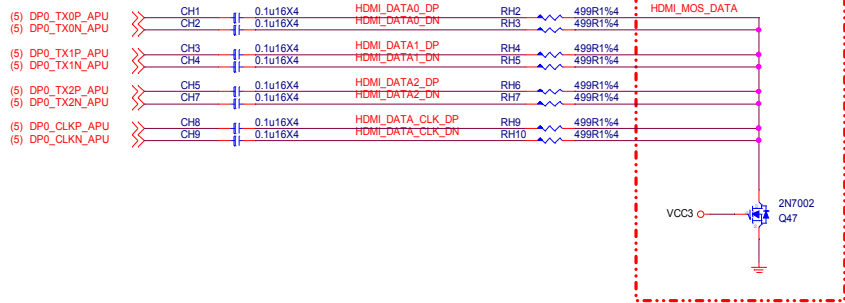 (5) DP0_TX0P_APU CH1 0.1u16X4 HDMI_DATA0_DP RH2 499R1%4 HDMI_MOS_DATA
(5) DP0_TX0N_APU CH2 0.1u16X4 HDMI_DATA0_DN RH3 499R1%4
(5) DP0_TX1P_APU CH3 0.1u16X4 HDMI_DATA1_DP RH4 499R1%4
(5) DP0_TX1N_APU CH4 0.1u16X4 HDMI_DATA1_DN RH5 499R1%4
(5) DP0_TX2P_APU CH5 0.1u16X4 HDMI_DATA2_DP RH6 499R1%4
(5) DP0_TX2N_APU CH7 0.1u16X4 HDMI_DATA2_DN RH7 499R1%4
(5) DP0_CLKP_APU CH8 0.1u16X4 HDMI_DATA_CLK_DP RH9 499R1%4
(5) DP0_CLKN_APU CH9 0.1u16X4 HDMI_DATA_CLK_DN RH10 499R1%4
2N7002
VCC3
Q47